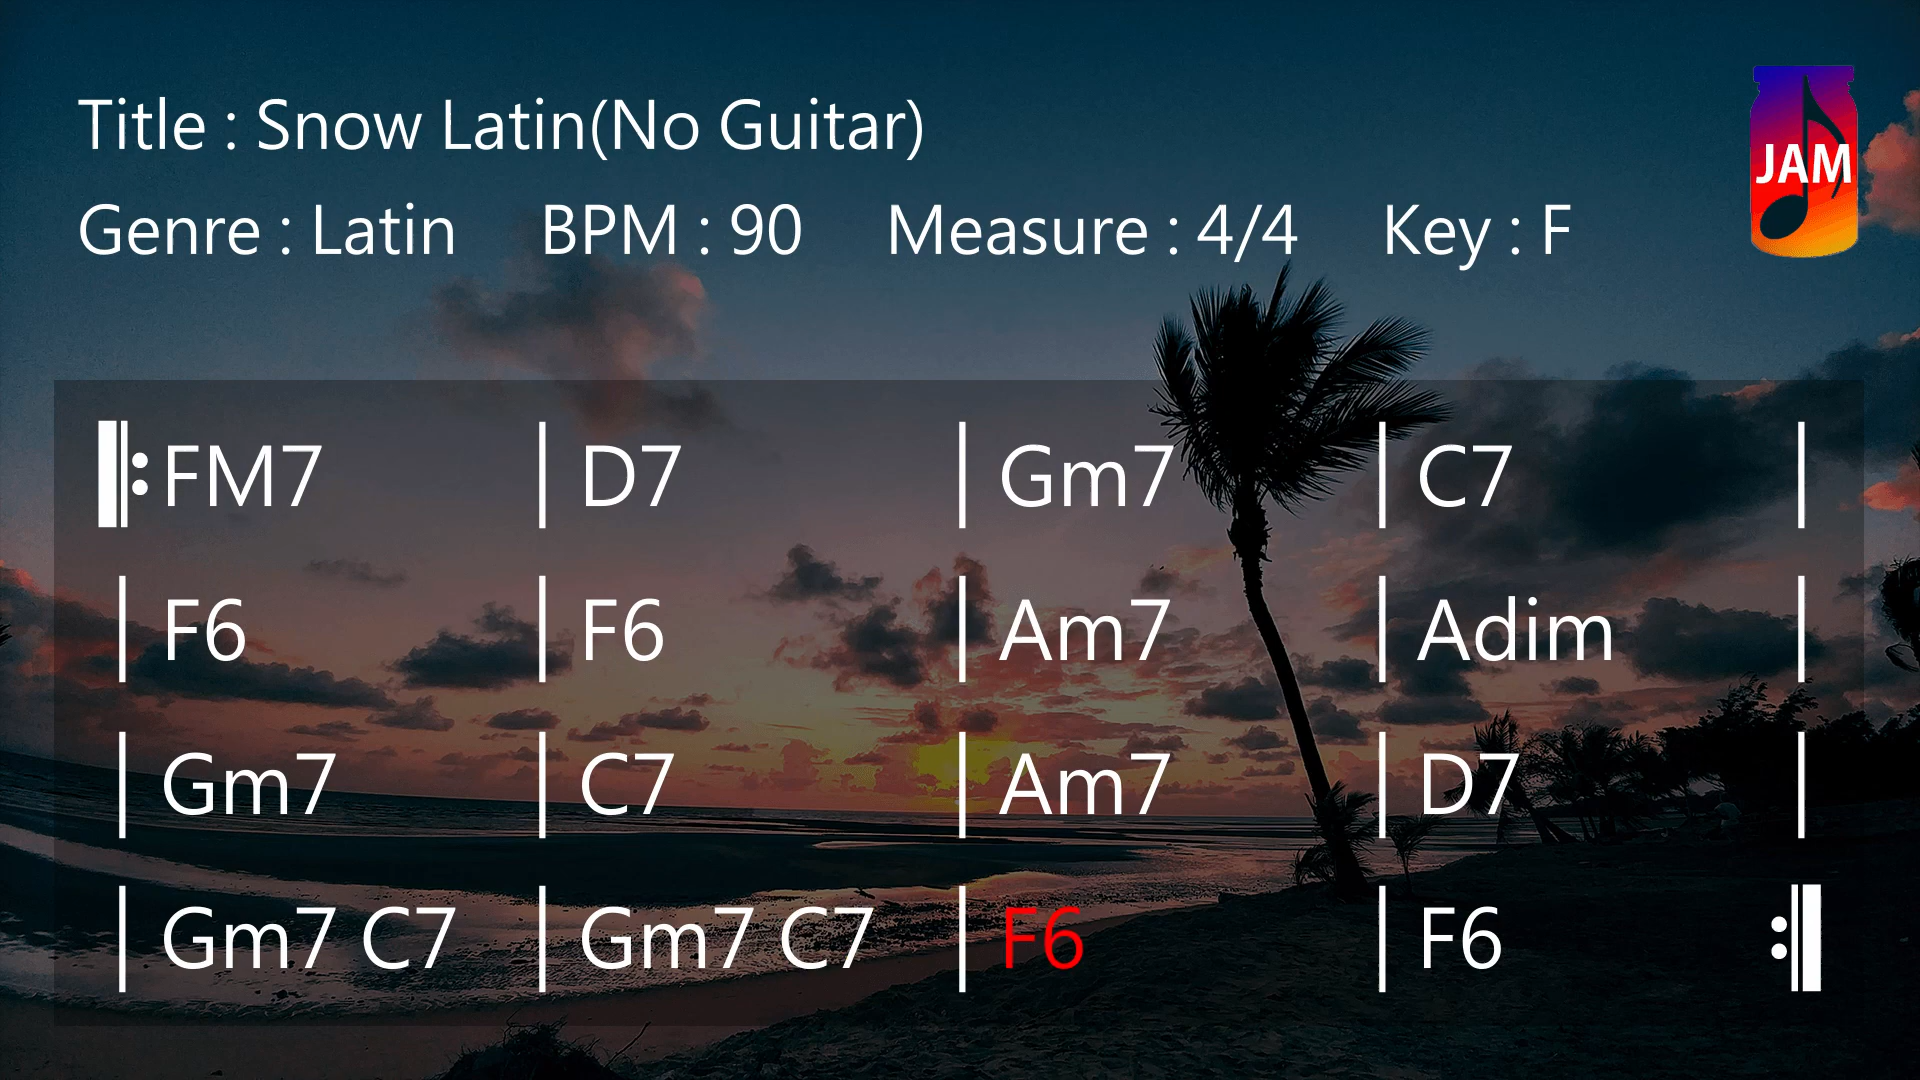 Title : Snow Latin(No Guitar)
JAM
Genre : Latin BPM : 90 Measure : 4/4 Key : F
FM7 D7 Gm7 C7
F6 F6 Am7 Adim
Gm7 C7 Am7 D7
Gm7 C7 Gm7 C7 F6 F6